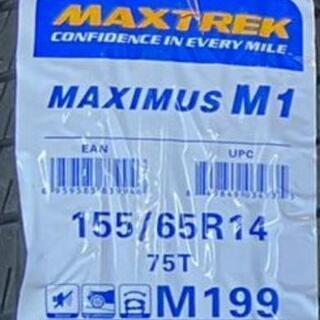 MAXTREK
CONFIDENCE IN EVERY MILE.
MAXIMUS M1
EAN UPC
155/65R14
75T
M199